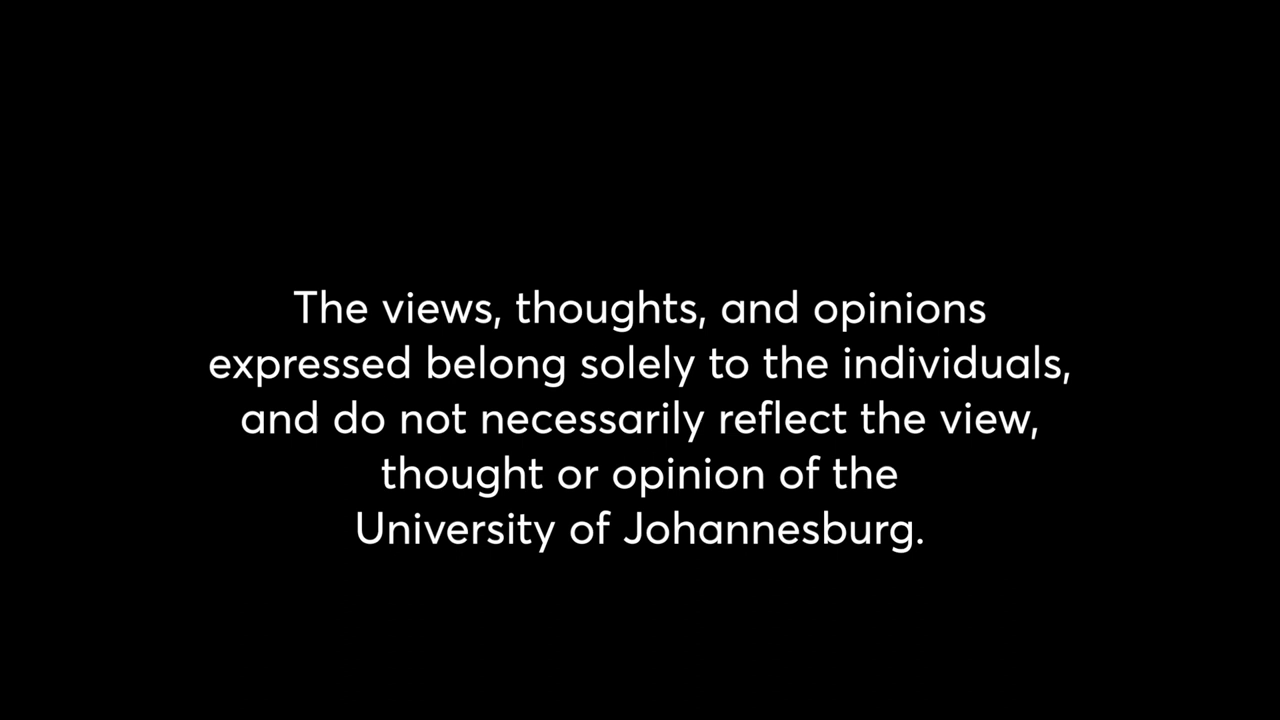 The views, thoughts, and opinions
expressed belong solely to the individuals,
and do not necessarily reflect the view,
thought or opinion of the
University of Johannesburg.